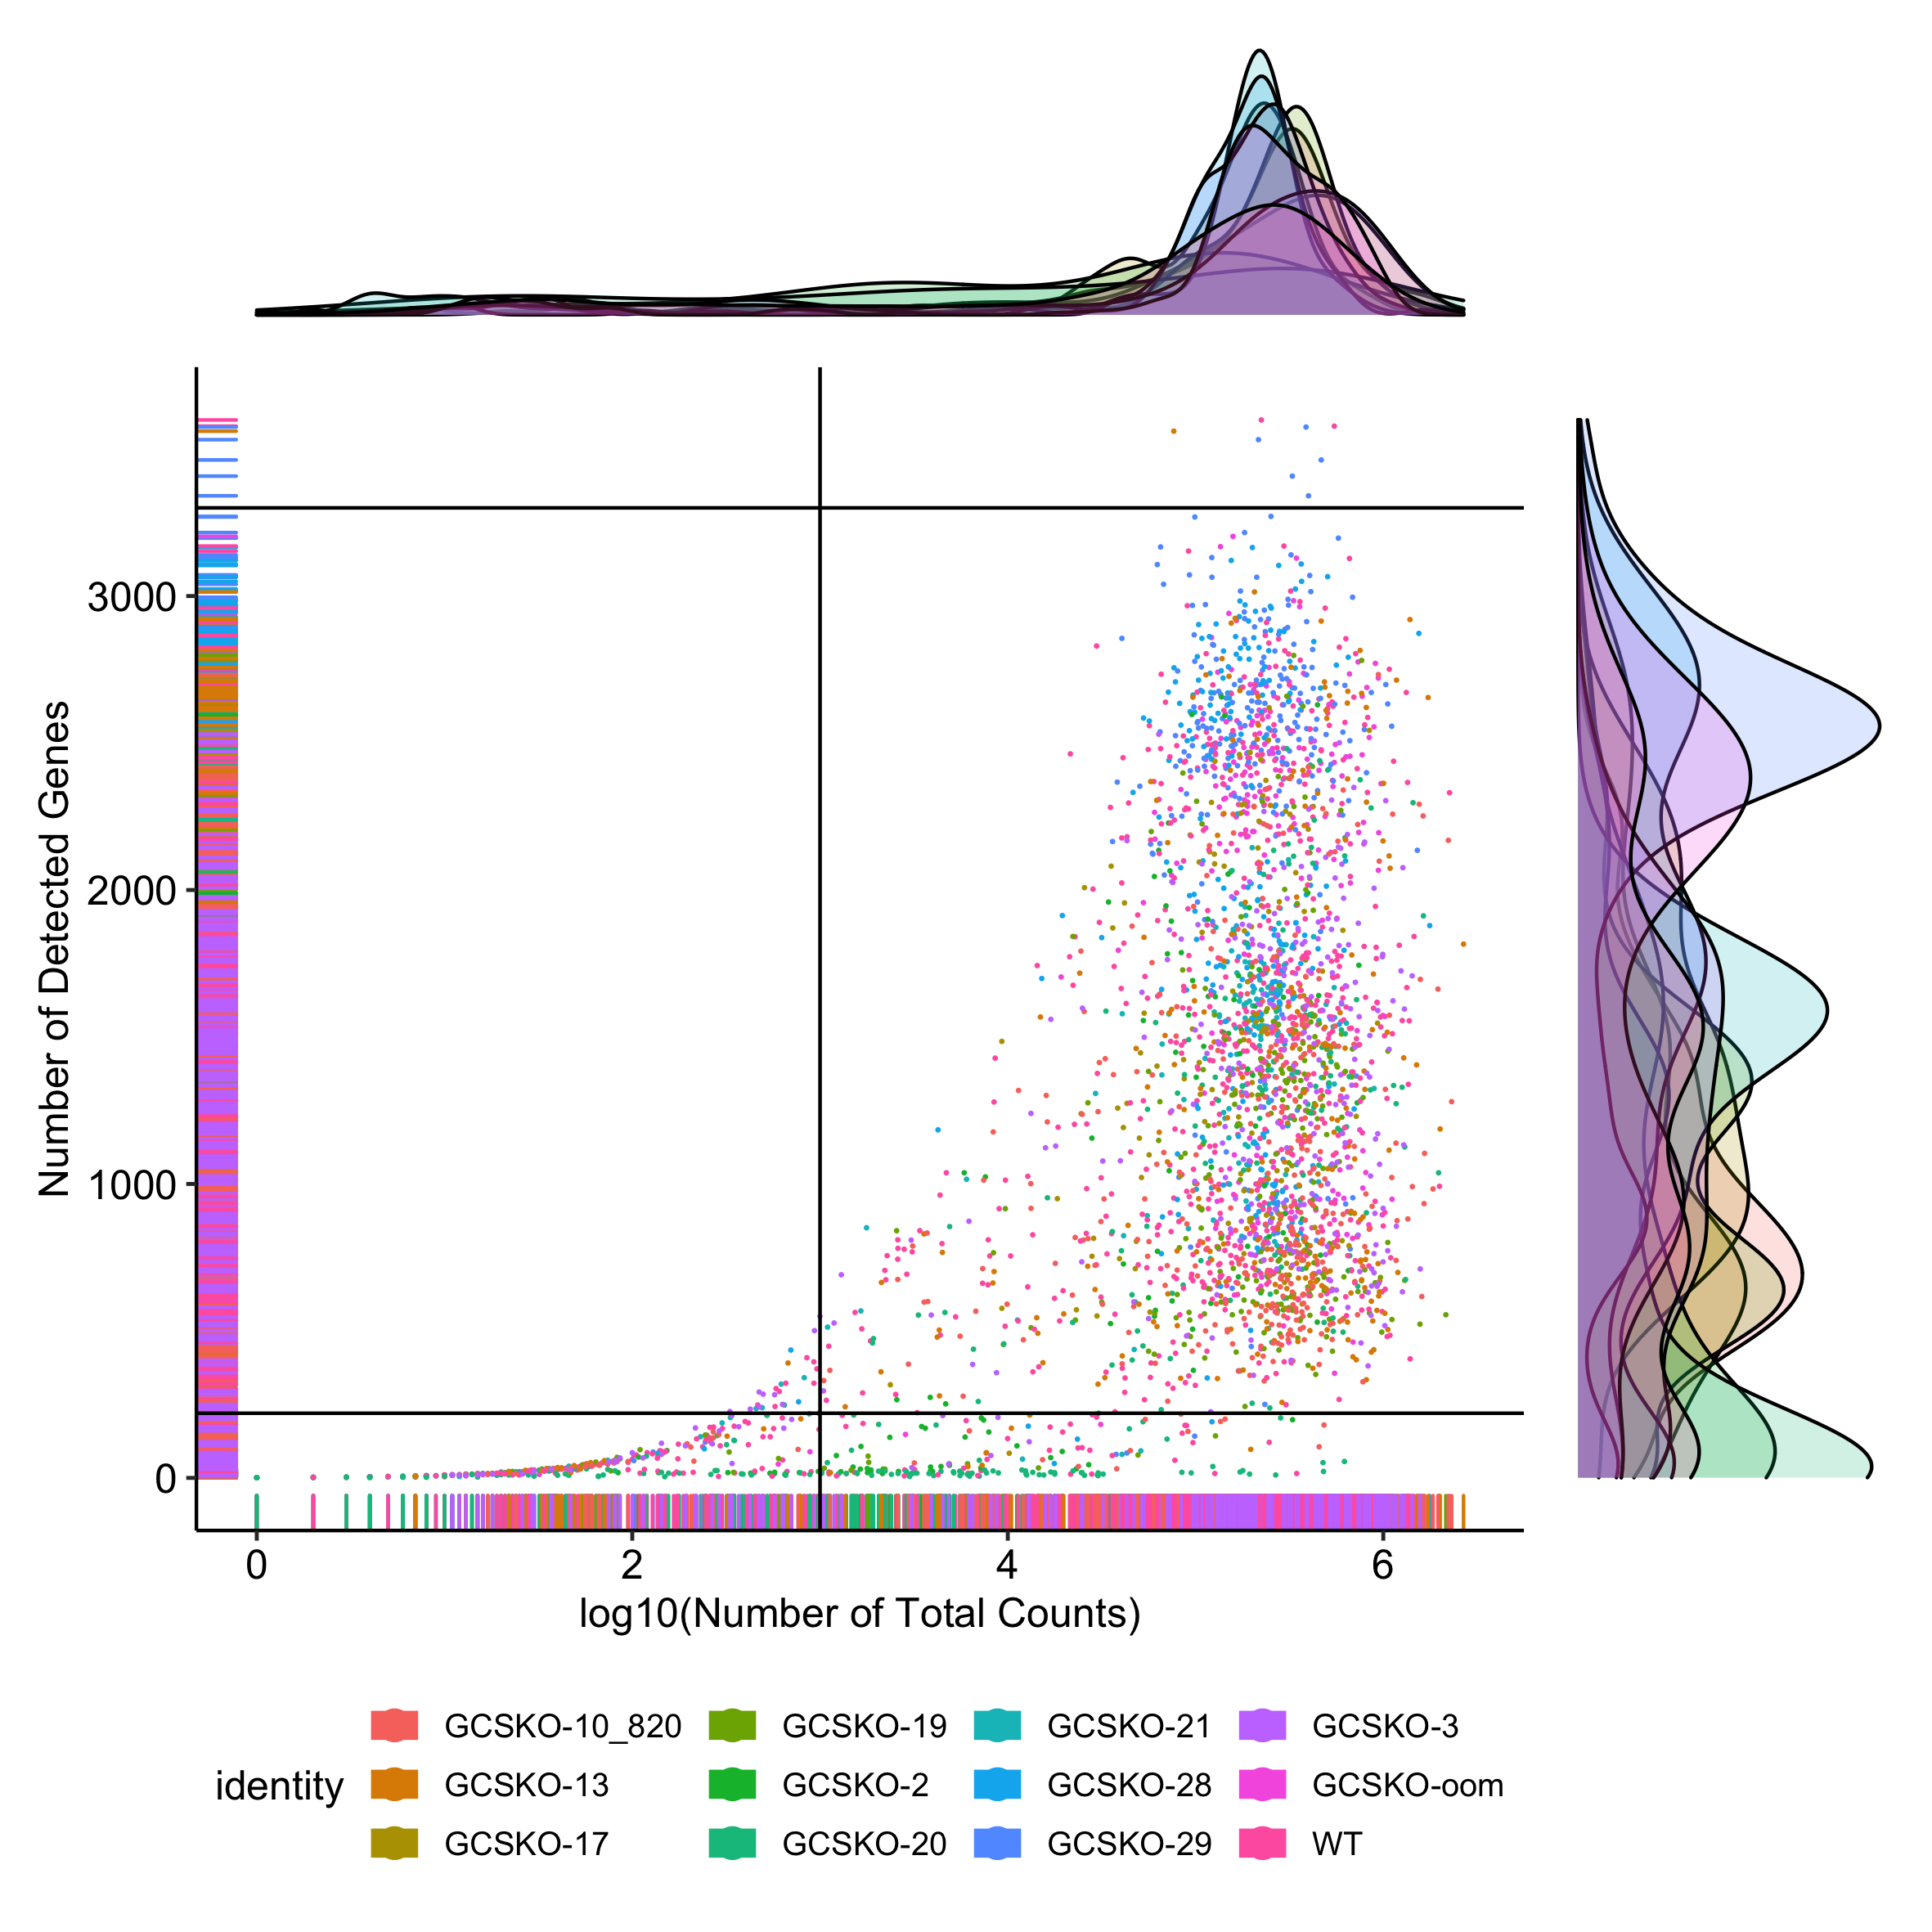 Number of Detected Genes
3000
2000
1000
0
0 2 4 6
log10(Number of Total Counts)
identity
GCSKO-10_820 GCSKO-19 GCSKO-21 GCSKO-3
GCSKO-13 GCSKO-2 GCSKO-28 GCSKO-oom
GCSKO-17 GCSKO-20 GCSKO-29 WT